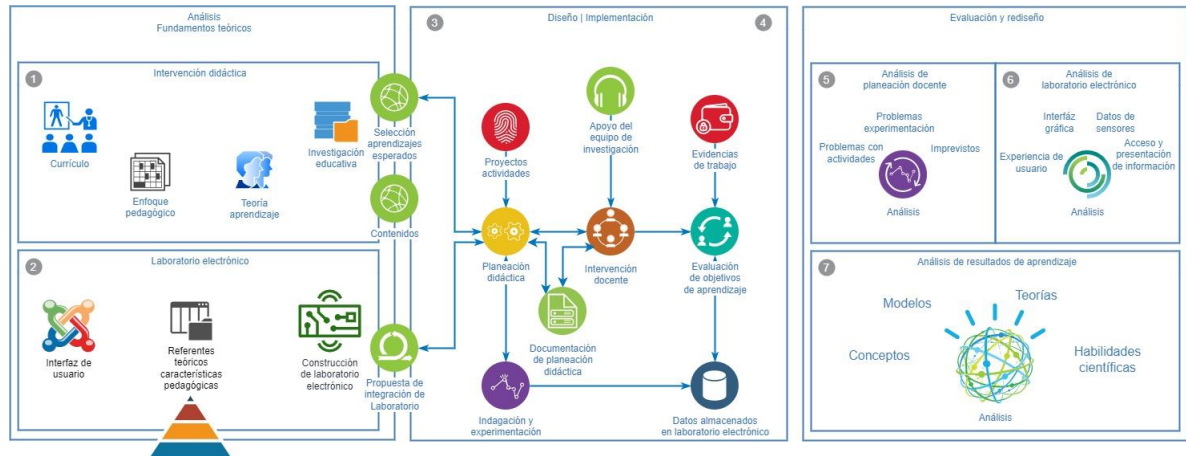 Análisis
Fundamentos teóricos
1
Intervención didáctica
Currículo
Enfoque
pedagógico
Teoría
aprendizaje
Investigación
educativa
Selección
aprendizajes
esperados
Contenidos
2
Laboratorio electrónico
Interfaz de
usuario
Referentes
teóricos
características
pedagógicas
Construcción
de laboratorio
electrónico
Propuesta de
integración de
Laboratorio
Diseño | Implementación
3
4
Proyectos
actividades
Apoyo del
equipo de
investigación
Evidencias
de trabajo
Planeación
didáctica
Intervención
docente
Evaluación
de objetivos
de aprendizaje
Documentación
de planeación
didáctica
Indagación y
experimentación
Datos almacenados
en laboratorio electrónico
Evaluación y rediseño
5
Análisis de
planeación docente
Problemas
experimentación
Problemas con
actividades
Imprevistos
Análisis
6
Análisis de
laboratorio electrónico
Interfáz
gráfica
Datos de
sensores
Experiencia de
usuario
Acceso y
presentación
de información
Análisis
7
Análisis de resultados de aprendizaje
Modelos
Teorías
Conceptos
Habilidades
científicas
Análisis